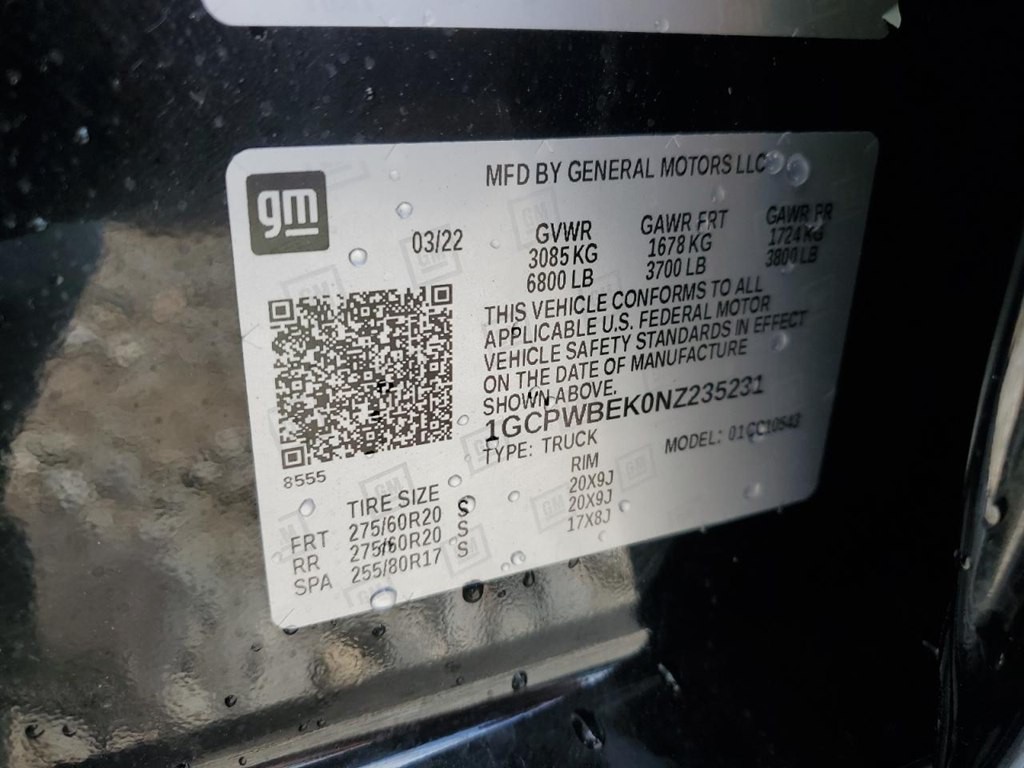 gm
MFD BY GENERAL MOTORS LLC
03/22
GVWR GAWR FRT GAWR RR
3085 KG 1678 KG 1724 KG
6800 LB 3700 LB 3800 LB
THIS VEHICLE CONFORMS TO ALL
APPLICABLE U.S. FEDERAL MOTOR
VEHICLE SAFETY STANDARDS IN EFFECT
ON THE DATE OF MANUFACTURE
SHOWN ABOVE.
1GCPWBEK0NZ235231
TYPE: TRUCK MODEL: 01 CC10543
8555
TIRE SIZE RIM
FRT 275/60R20 S 20X9J
RR 275/60R20 S 20X9J
SPA 255/80R17 S 17X8J